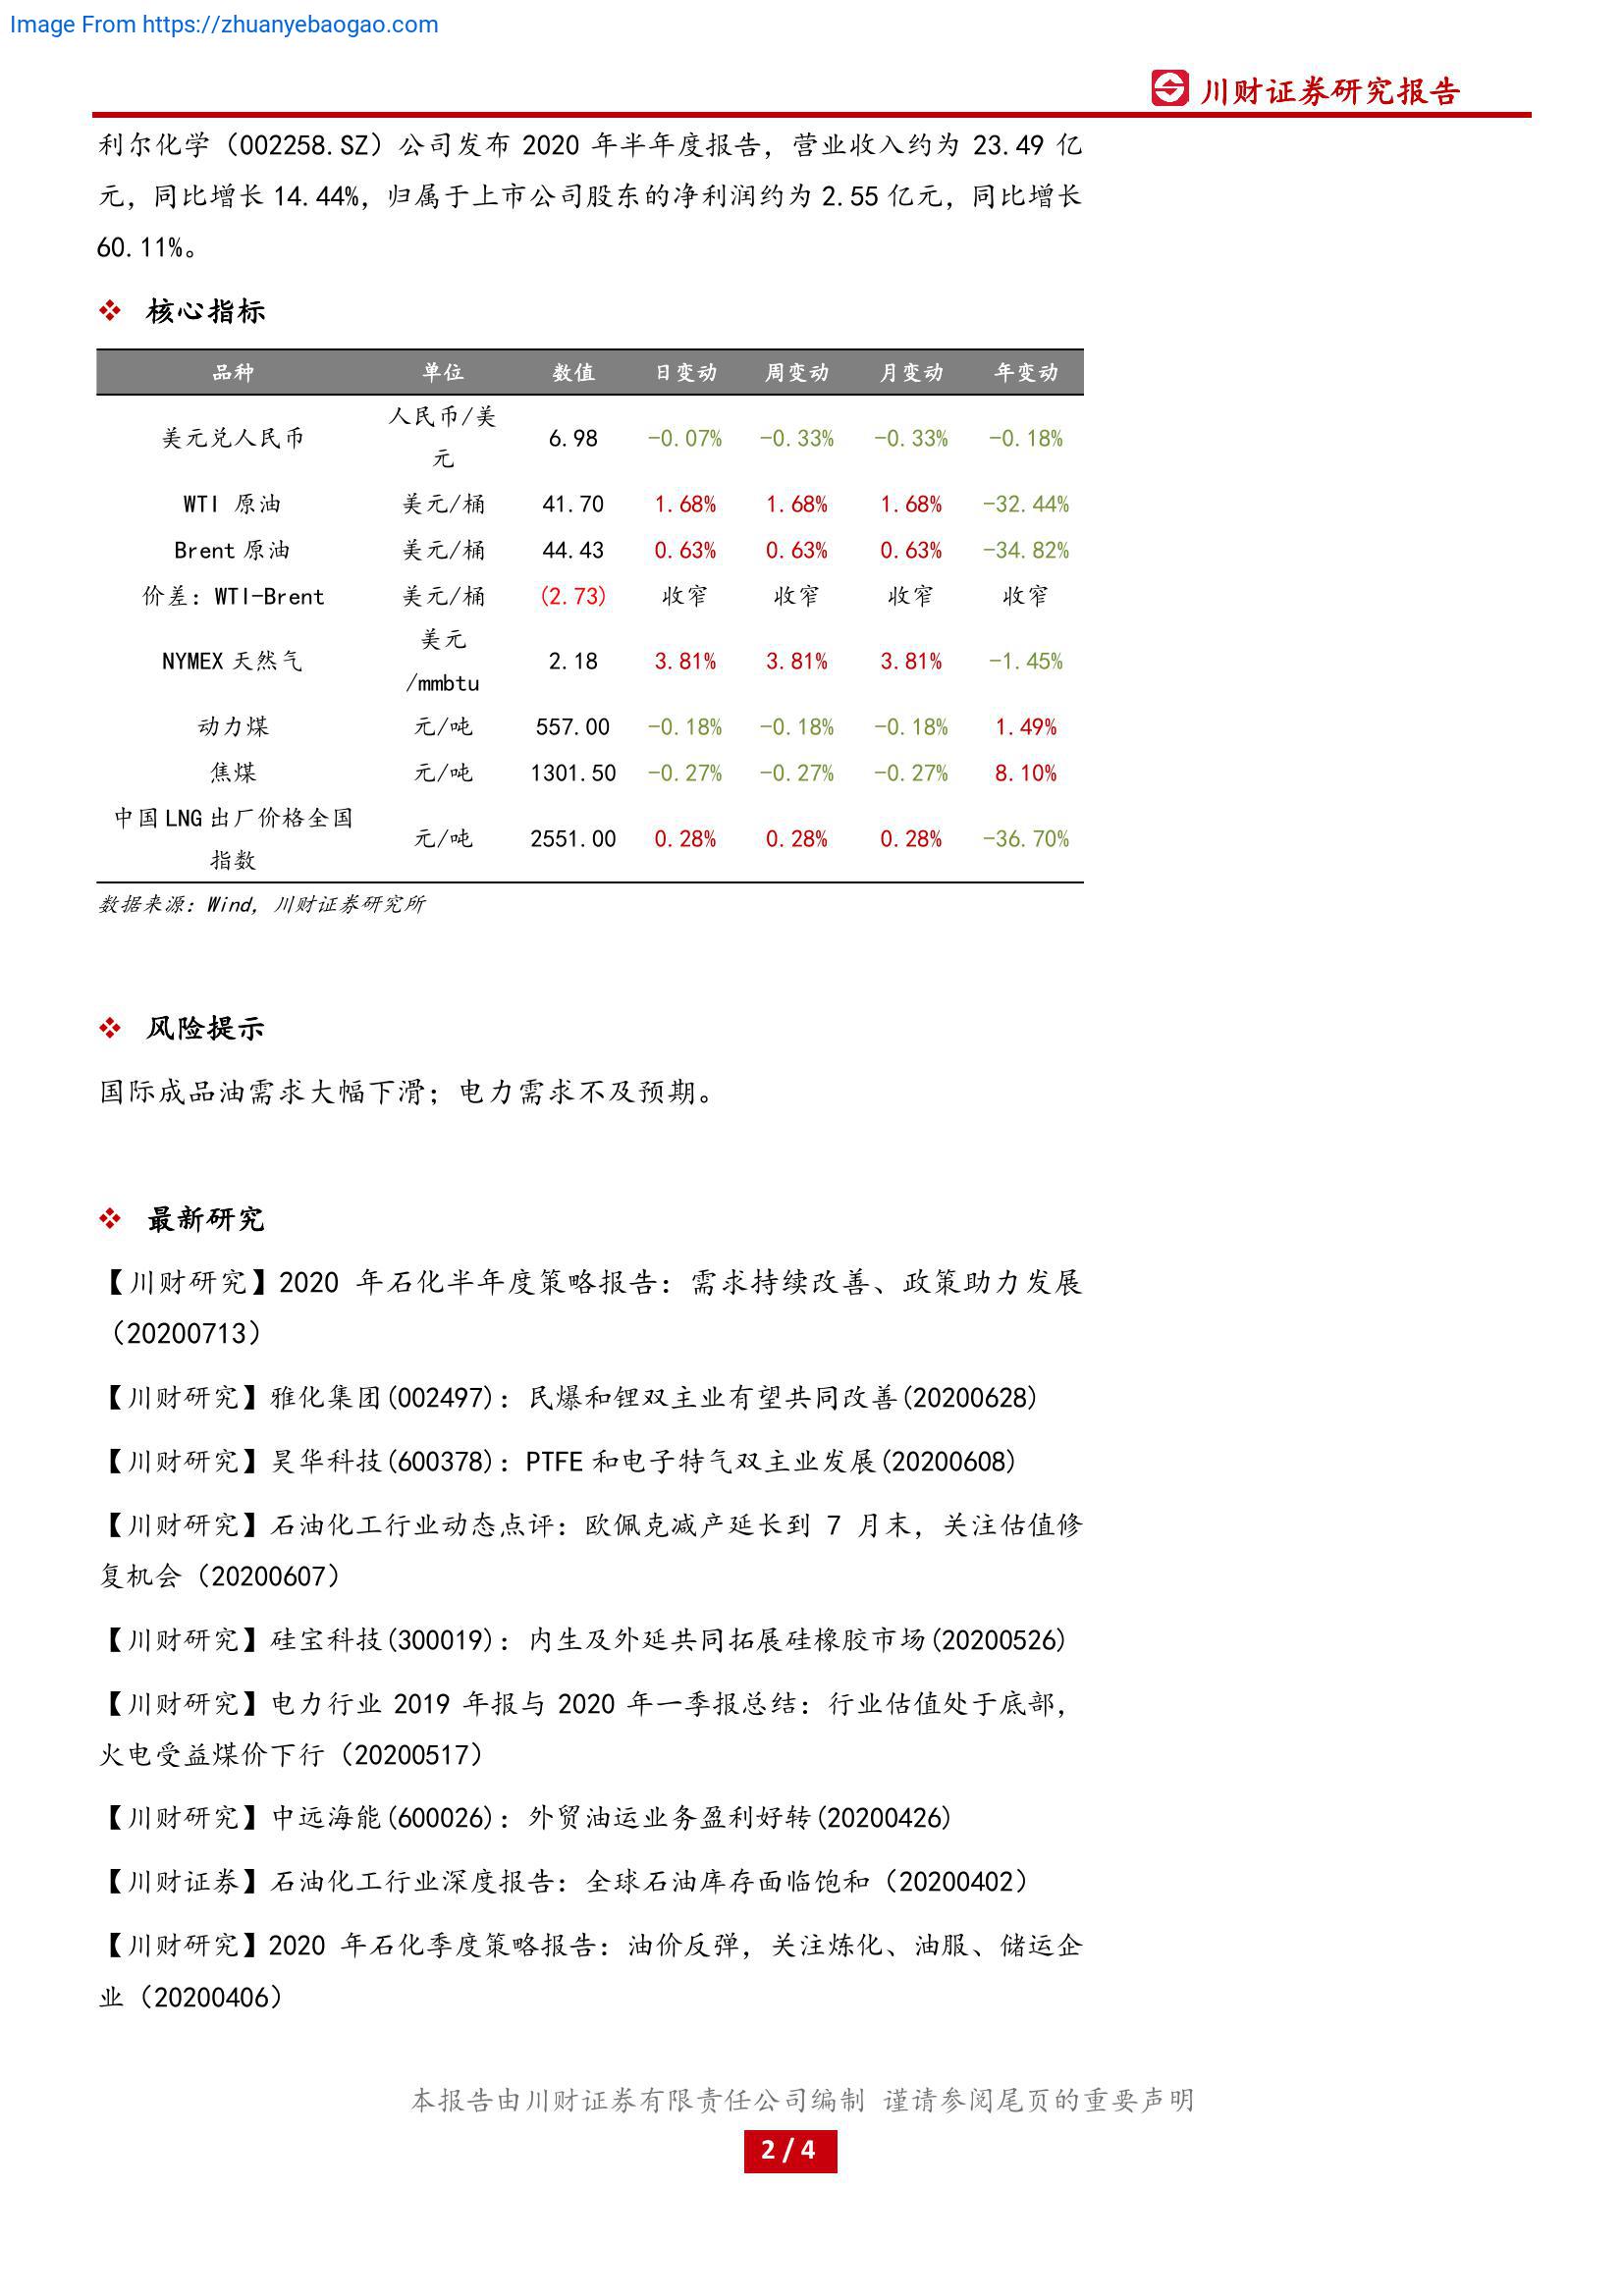 Image From https://zhuanyebaogao.com
川财证券研究报告
利尔化学（002258.SZ）公司发布 2020 年半年度报告，营业收入约为 23.49 亿
元，同比增长 14.44%，归属于上市公司股东的净利润约为 2.55 亿元，同比增长
60.11%。
❖ 核心指标
品种 单位 数值 日变动 周变动 月变动 年变动
美元兑人民币 人民币/美元 6.98 -0.07% -0.33% -0.33% -0.18%
WTI 原油 美元/桶 41.70 1.68% 1.68% 1.68% -32.44%
Brent 原油 美元/桶 44.43 0.63% 0.63% 0.63% -34.82%
价差：WTI-Brent 美元/桶 (2.73) 收窄 收窄 收窄 收窄
NYMEX 天然气 美元/mmbtu 2.18 3.81% 3.81% 3.81% -1.45%
动力煤 元/吨 557.00 -0.18% -0.18% -0.18% 1.49%
焦煤 元/吨 1301.50 -0.27% -0.27% -0.27% 8.10%
中国 LNG 出厂价格全国指数 元/吨 2551.00 0.28% 0.28% 0.28% -36.70%
数据来源：Wind，川财证券研究所
❖ 风险提示
国际成品油需求大幅下滑；电力需求不及预期。
❖ 最新研究
【川财研究】2020 年石化半年度策略报告：需求持续改善、政策助力发展
（20200713）
【川财研究】雅化集团(002497)：民爆和锂双主业有望共同改善(20200628)
【川财研究】昊华科技(600378)：PTFE 和电子特气双主业发展(20200608)
【川财研究】石油化工行业动态点评：欧佩克减产延长到 7 月末，关注估值修
复机会（20200607）
【川财研究】硅宝科技(300019)：内生及外延共同拓展硅橡胶市场(20200526)
【川财研究】电力行业 2019 年报与 2020 年一季报总结：行业估值处于底部，
火电受益煤价下行（20200517）
【川财研究】中远海能(600026)：外贸油运业务盈利好转(20200426)
【川财证券】石油化工行业深度报告：全球石油库存面临饱和（20200402）
【川财研究】2020 年石化季度策略报告：油价反弹，关注炼化、油服、储运企
业（20200406）
本报告由川财证券有限责任公司编制 谨请参阅尾页的重要声明
2 / 4